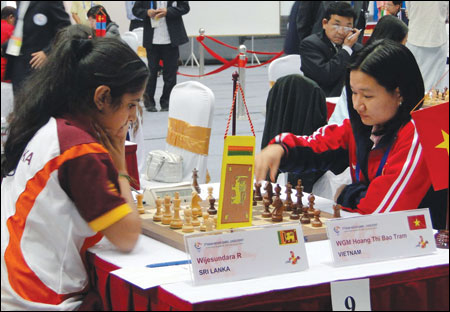 Wijesundara R
SRI LANKA
WGM Hoang Thi Bao Tram
VIETNAM
9